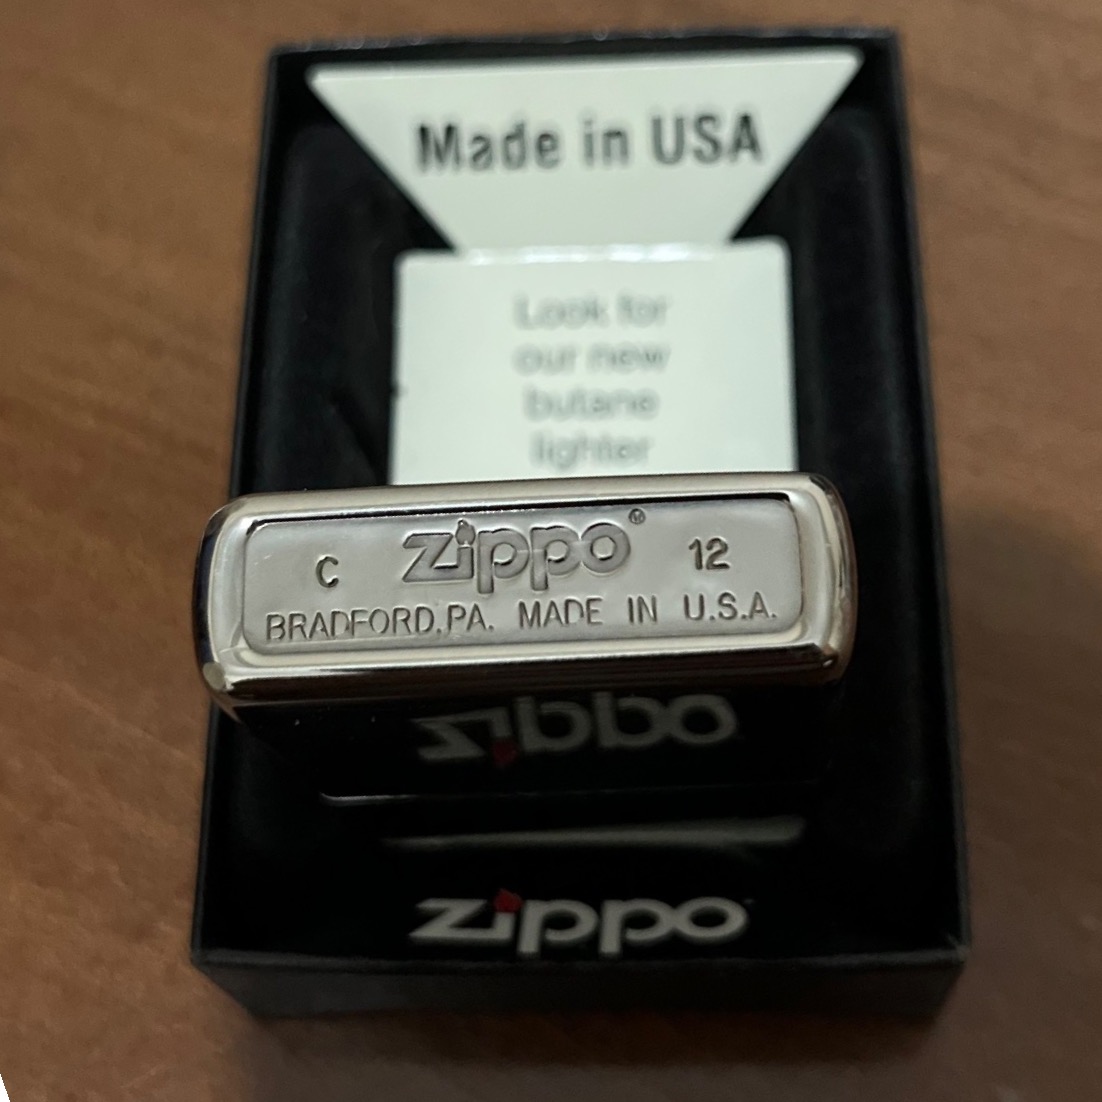 Made in USA
Look for
our new
butane
lighter
C zippo® 12
BRADFORD,PA. MADE IN U.S.A.
zippo
zippo